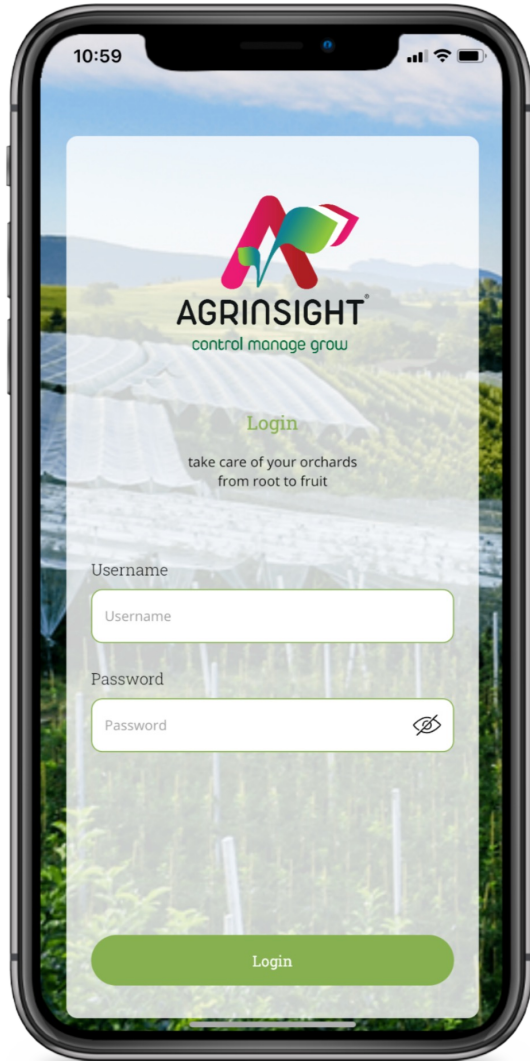 10:59
AGRINSIGHT®
control manage grow
Login
take care of your orchards
from root to fruit
Username
Username
Password
Password
Login